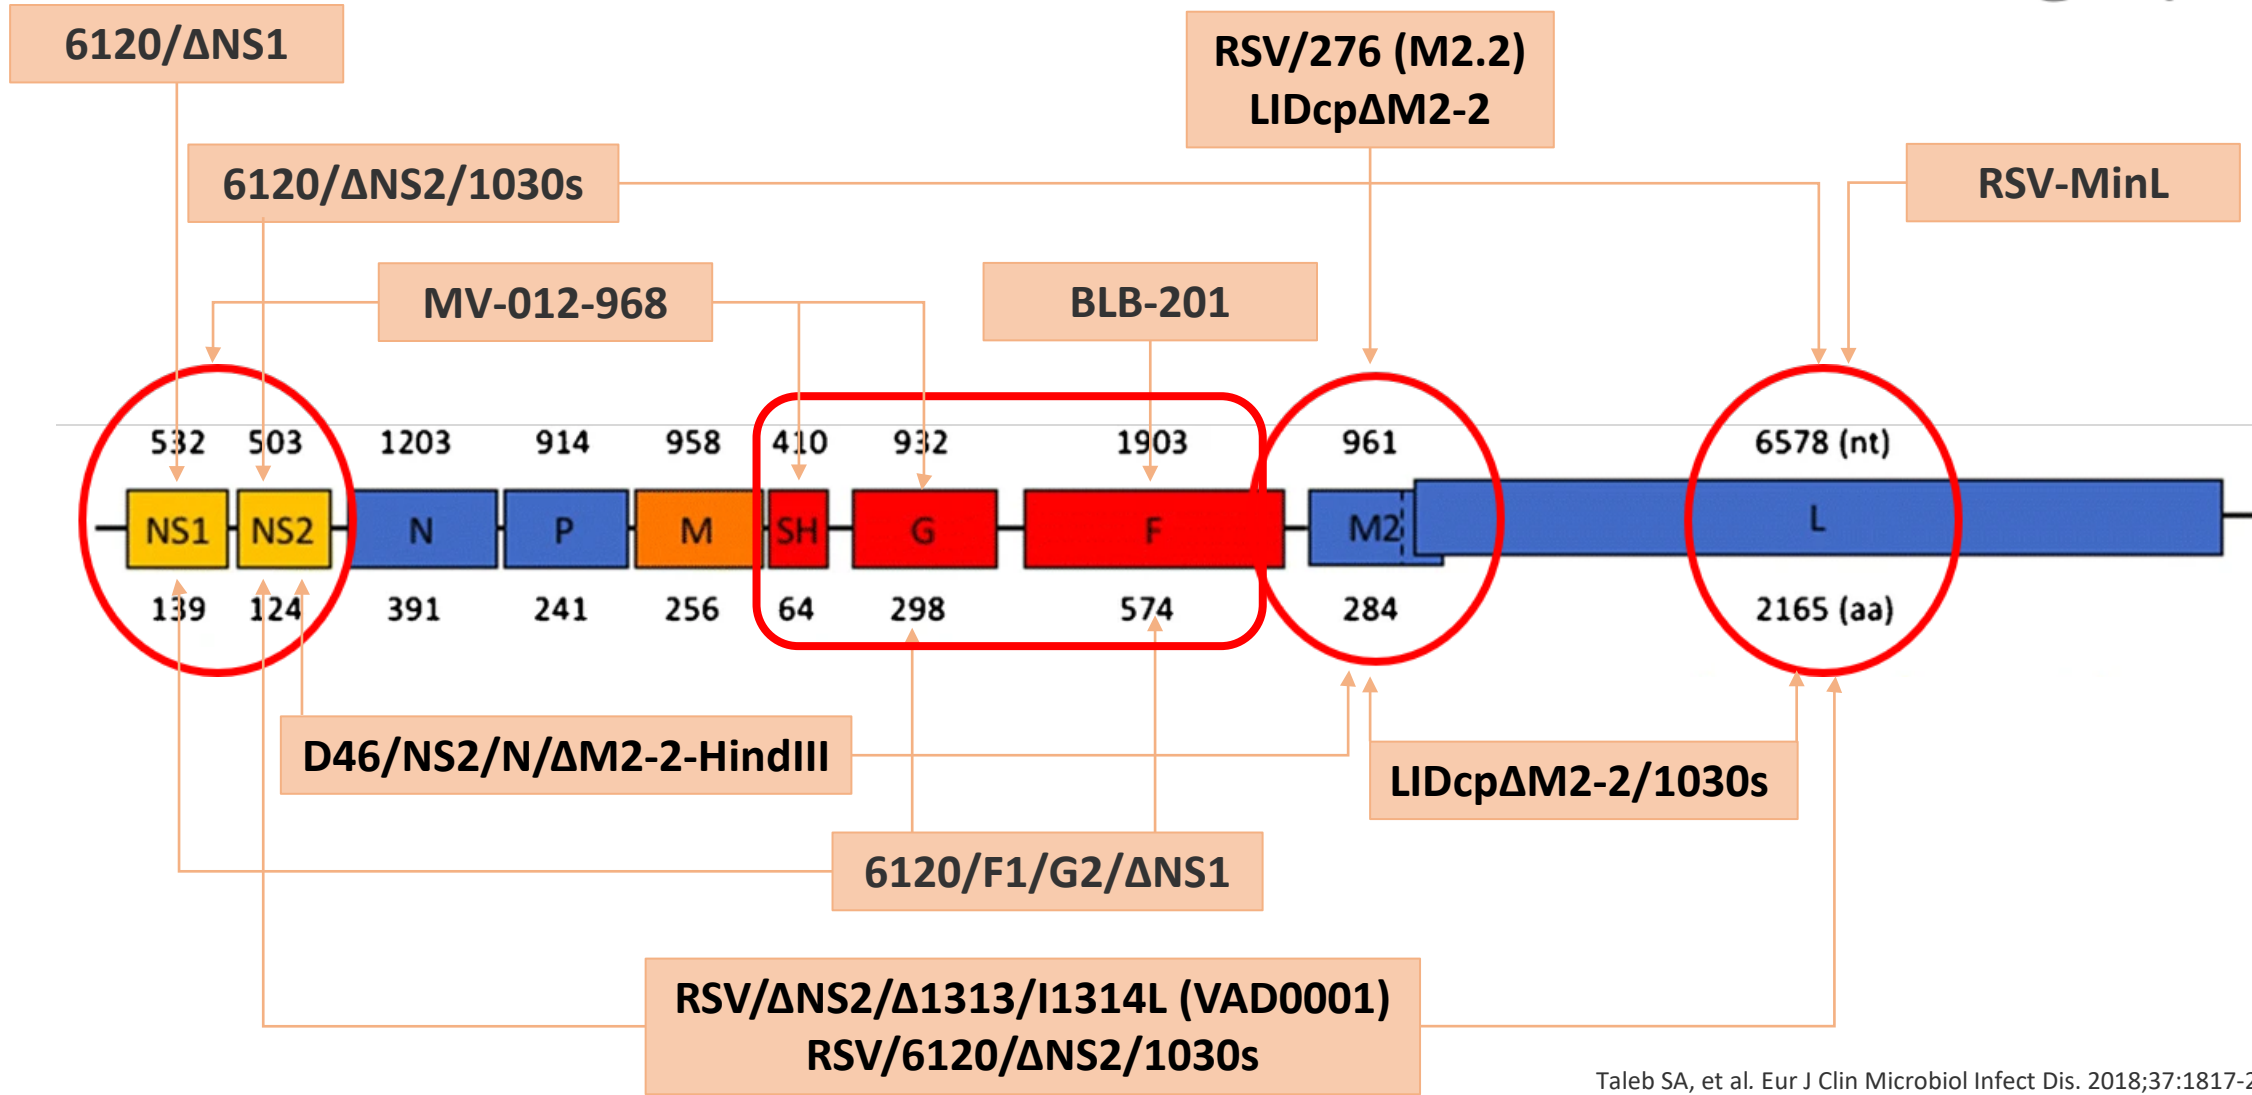 6120/ΔNS1
RSV/276 (M2.2)
LIDcpΔM2-2
6120/ΔNS2/1030s
RSV-MinL
MV-012-968
BLB-201
532 503 1203 914 958 410 932 1903 961 6578 (nt)
NS1 NS2 N P M SH G F M2 L
139 124 391 241 256 64 298 574 284 2165 (aa)
D46/NS2/N/ΔM2-2-HindIII
LIDcpΔM2-2/1030s
6120/F1/G2/ΔNS1
RSV/ΔNS2/Δ1313/I1314L (VAD0001)
RSV/6120/ΔNS2/1030s
Taleb SA, et al. Eur J Clin Microbiol Infect Dis. 2018;37:1817-2